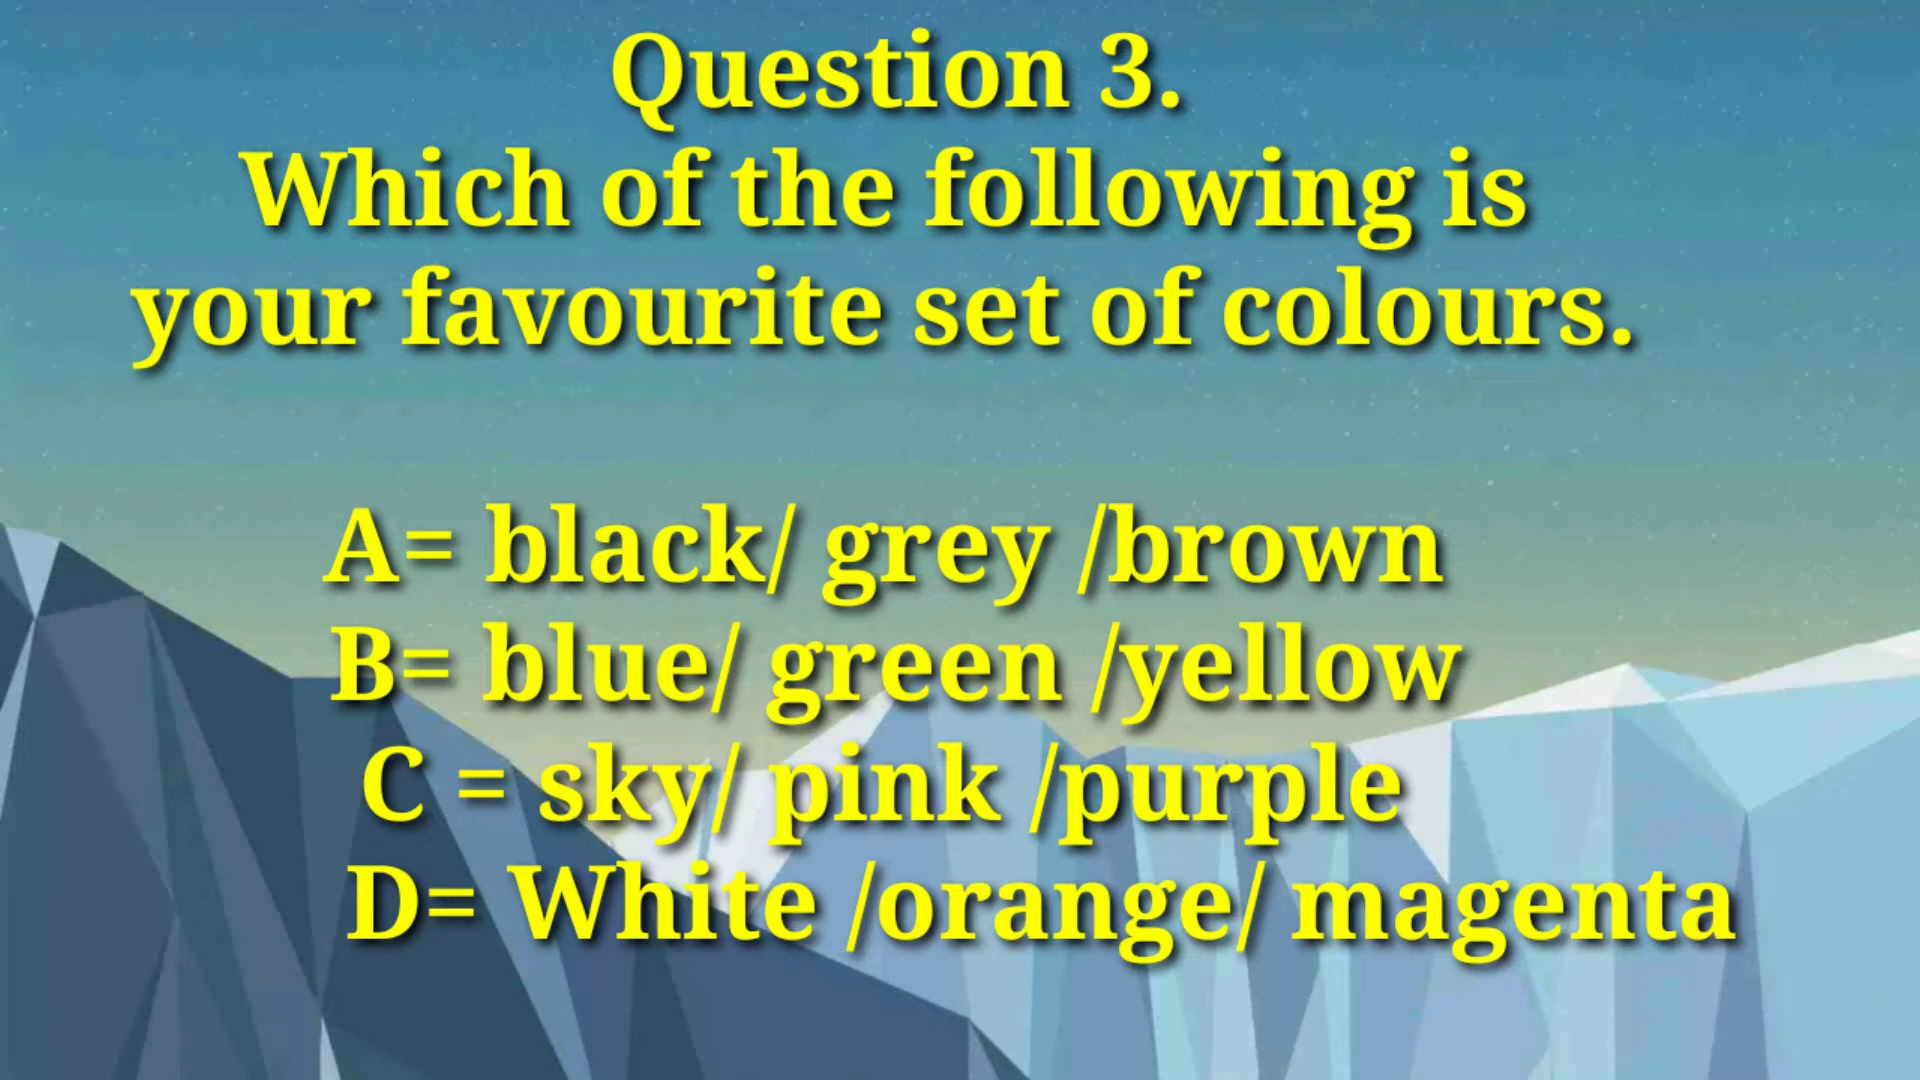 Question 3.
Which of the following is
your favourite set of colours.
A= black/ grey /brown
B= blue/ green /yellow
C = sky/ pink /purple
D= White /orange/ magenta